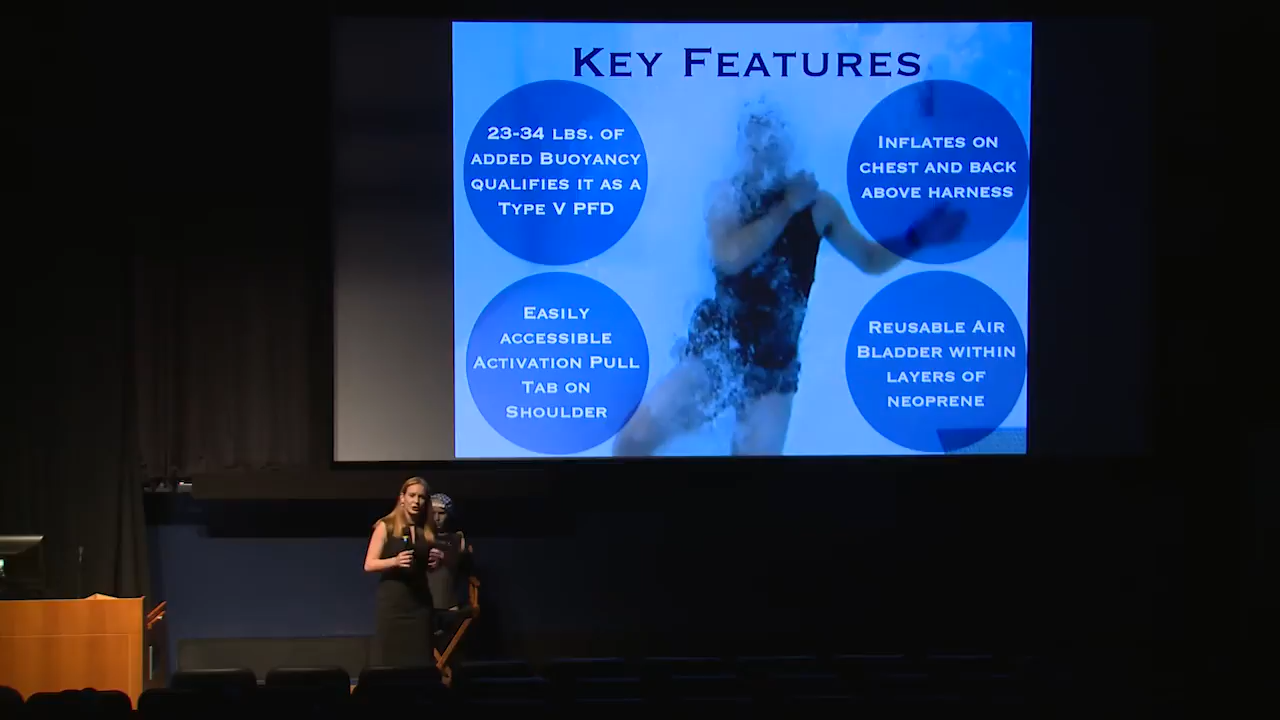 Key Features
23-34 lbs. of
added Buoyancy
qualifies it as a
Type V PFD
Inflates on
chest and back
above harness
Easily
accessible
Activation Pull
Tab on
Shoulder
Reusable Air
Bladder within
layers of
neoprene